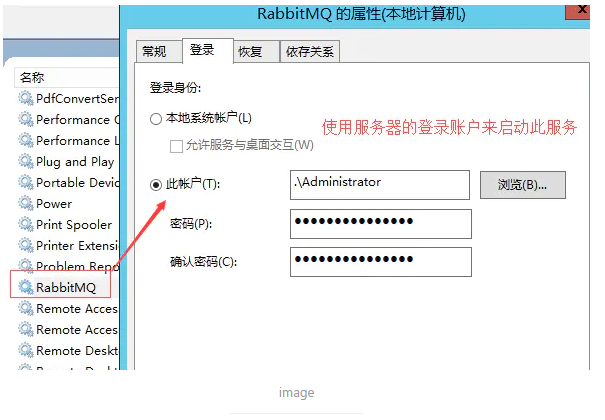 RabbitMQ 的属性(本地计算机)
x
常规
登录
恢复
依存关系
名称
登录身份:
PdfConvertSer
本地系统帐户(L)
使用服务器的登录账户来启动此服务
Performance
允许服务与桌面交互(W)
Performance L
Plug and Play
Portable Devic
此帐户(T):
.\Administrator
浏览(B)...
Power
Print Spooler
密码(P):
●●●●●●●●●●●●●●●
Printer Extensi
Problem Repo
确认密码(C):
●●●●●●●●●●●●●●●
RabbitMQ
Remote Acces
Remote Acces
Remote Deskt
image